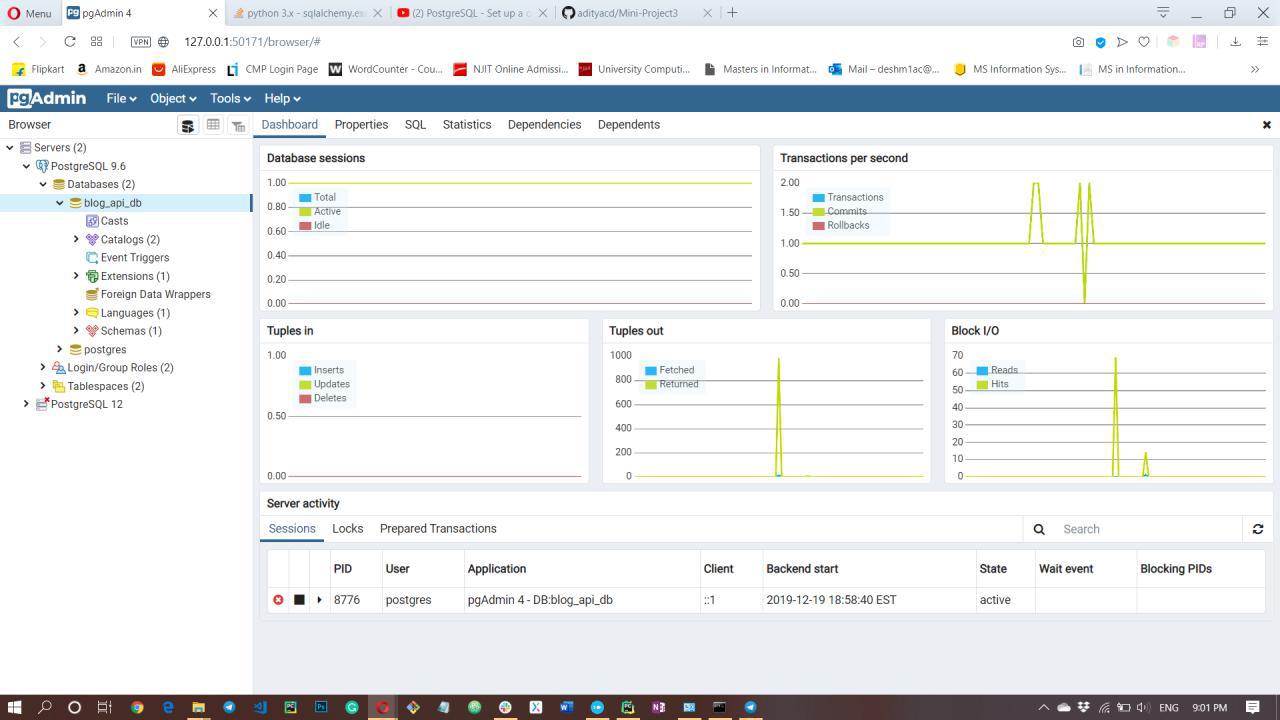 Menu
pgAdmin 4
python 3.x - sqlalchemy.ex
(2) PostgreSQL - Set up a c
adityacd/Mini-Project3
VPN
127.0.0.1:50171/browser/#
Flipkart
Amazon.in
AliExpress
CMP Login Page
WordCounter - Cou...
NJIT Online Admissi...
University Computi...
Masters in Informat...
Mail – deshm1ac@...
MS Information Sys...
MS in Information...
pgAdmin
File
Object
Tools
Help
Browser
Dashboard
Properties
SQL
Statistics
Dependencies
Dependents
Servers (2)
PostgreSQL 9.6
Databases (2)
blog_api_db
Casts
Catalogs (2)
Event Triggers
Extensions (1)
Foreign Data Wrappers
Languages (1)
Schemas (1)
postgres
Login/Group Roles (2)
Tablespaces (2)
PostgreSQL 12
Database sessions
1.00
0.80
0.60
0.40
0.20
0.00
Total
Active
Idle
Transactions per second
2.00
1.50
1.00
0.50
0.00
Transactions
Commits
Rollbacks
Tuples in
1.00
0.50
0.00
Inserts
Updates
Deletes
Tuples out
1000
800
600
400
200
0
Fetched
Returned
Block I/O
70
60
50
40
30
20
10
0
Reads
Hits
Server activity
Sessions
Locks
Prepared Transactions
Search
PID
User
Application
Client
Backend start
State
Wait event
Blocking PIDs
8776
postgres
pgAdmin 4 - DB:blog_api_db
::1
2019-12-19 18:58:40 EST
active
ENG
9:01 PM